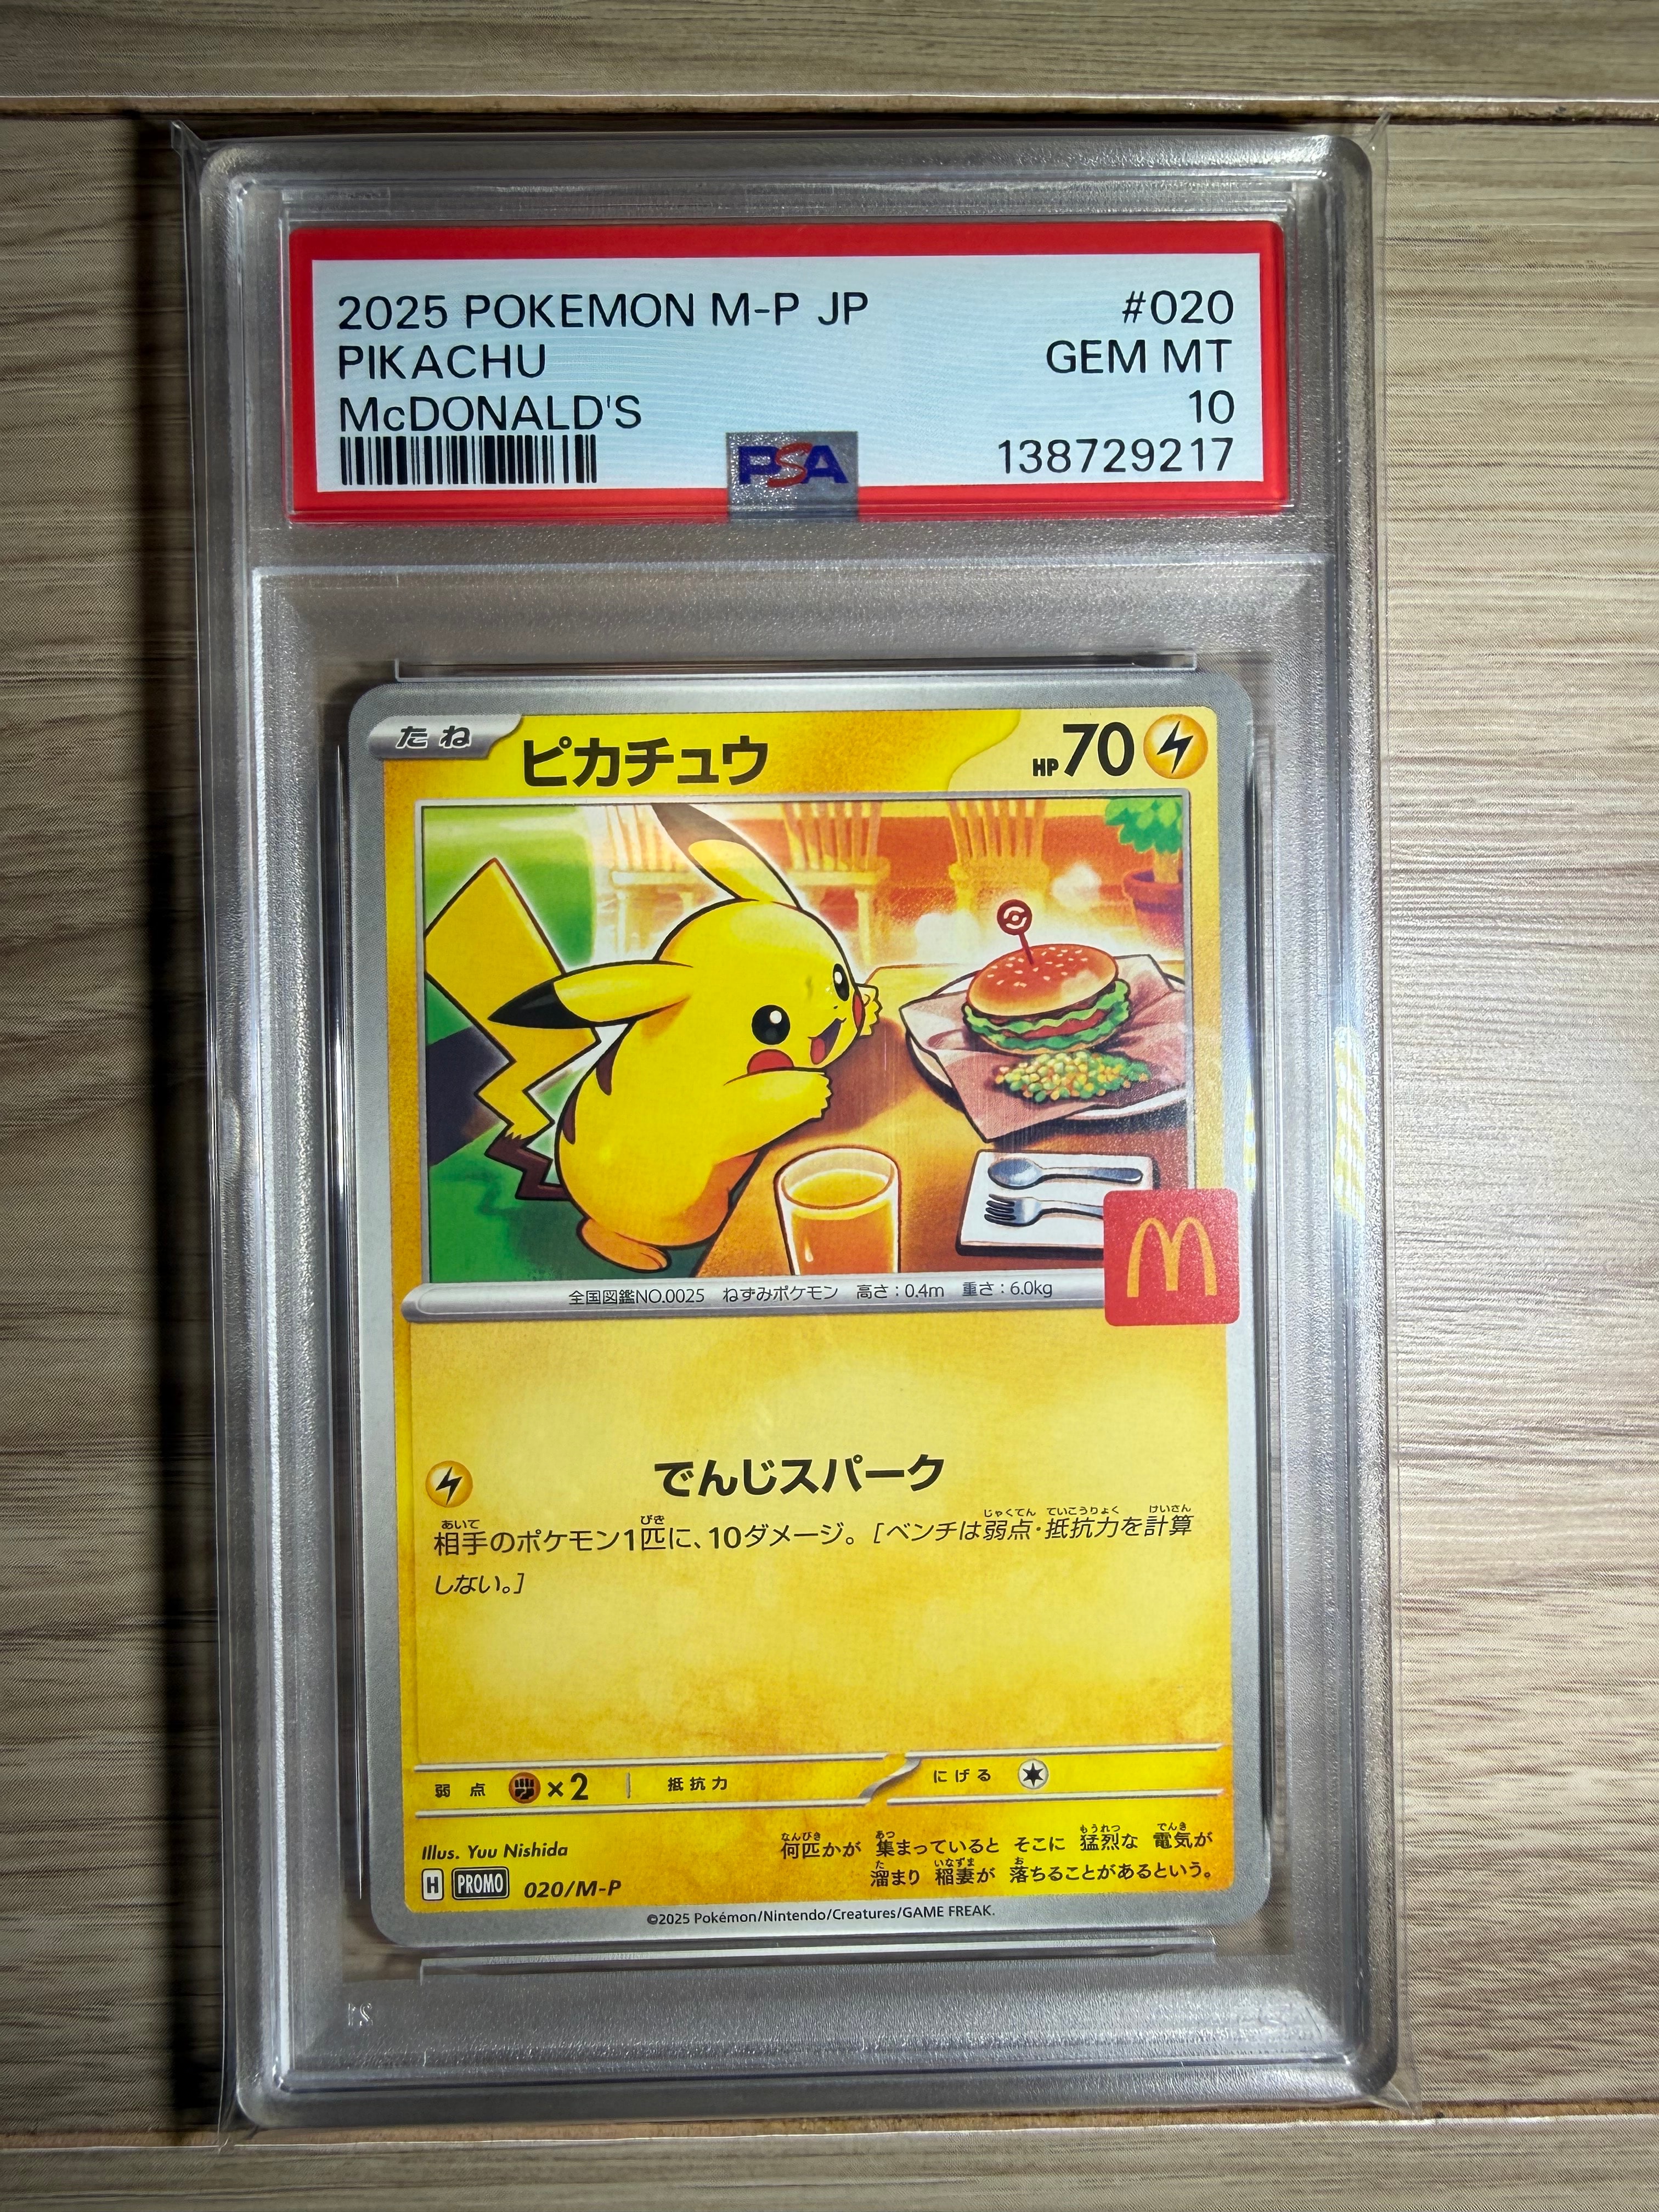 2025 POKEMON M-P JP #020
PIKACHU GEM MT
McDONALD'S 10
PSA 138729217
たね ピカチュウ HP70
M
全国図鑑NO.0025 ねずみポケモン 高さ：0.4m 重さ：6.0kg
でんじスパーク
相手のポケモン1匹に、10ダメージ。［ベンチは弱点・抵抗力を計算
しない。］
弱点 ×2 抵抗力 にげる
Illus. Yuu Nishida
何匹かが 集まっていると そこに 猛烈な 電気が
溜まり 稲妻が 落ちることがあるという。
H PROMO 020/M-P
©2025 Pokémon/Nintendo/Creatures/GAME FREAK.